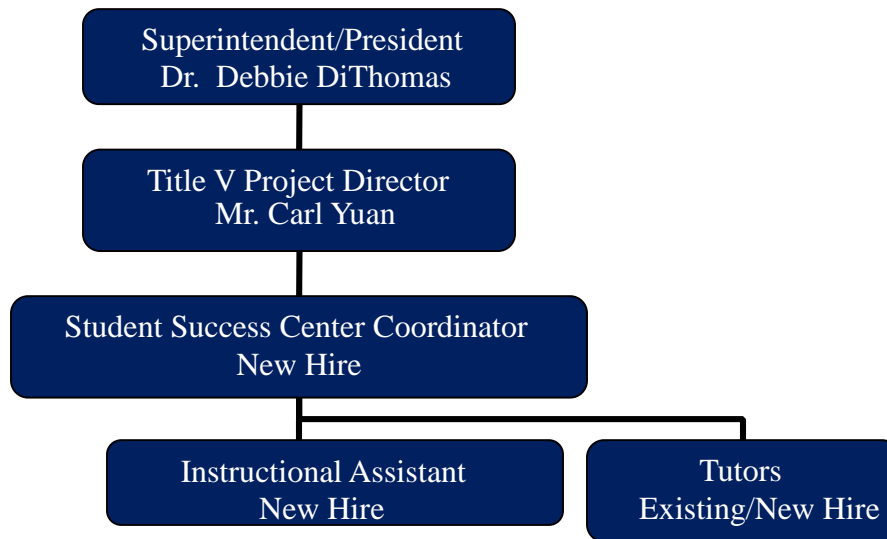 Superintendent/President
Dr. Debbie DiThomas
Title V Project Director
Mr. Carl Yuan
Student Success Center Coordinator
New Hire
Instructional Assistant
New Hire
Tutors
Existing/New Hire